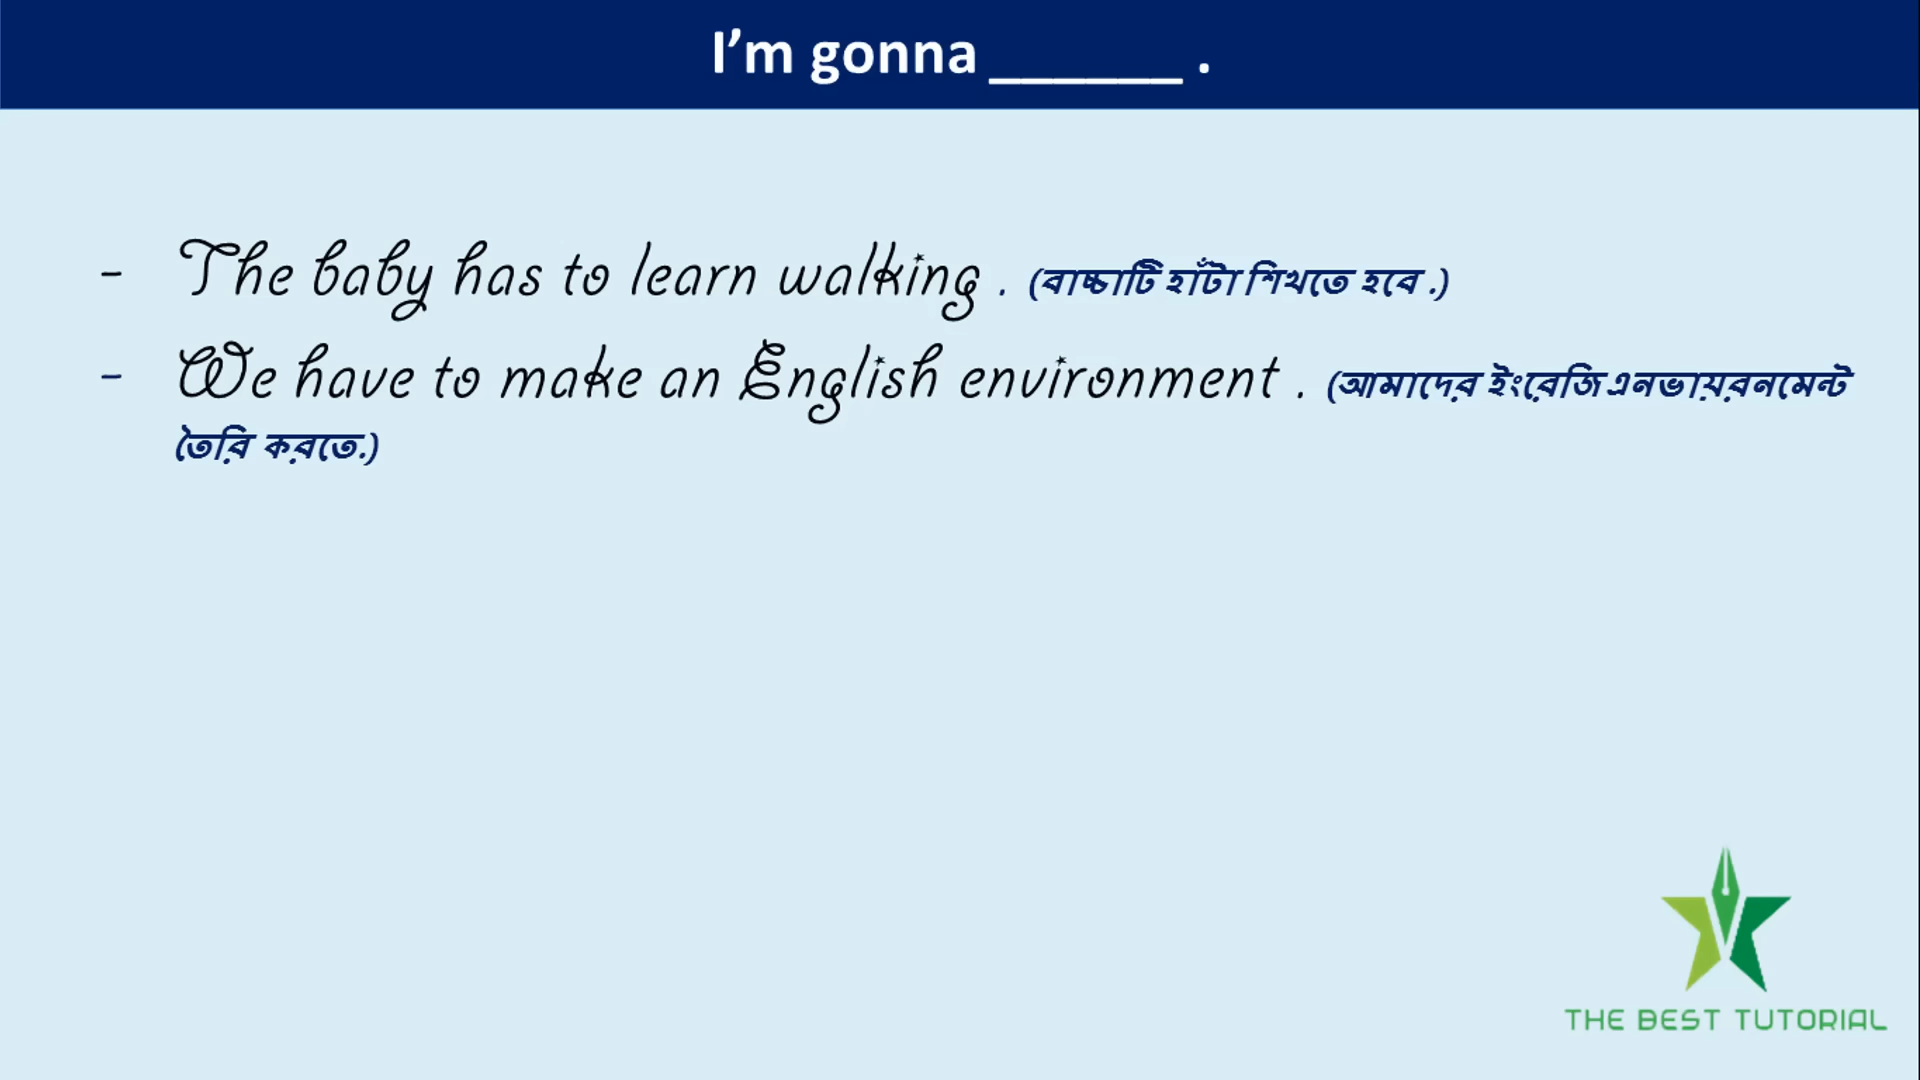 I'm gonna ______ .
- The baby has to learn walking . (বাচ্চাটি হাঁটা শিখতে হবে .)
- We have to make an English environment . (আমাদের ইংরেজি এনভায়রনমেন্ট
তৈরি করতে.)
THE BEST TUTORIAL